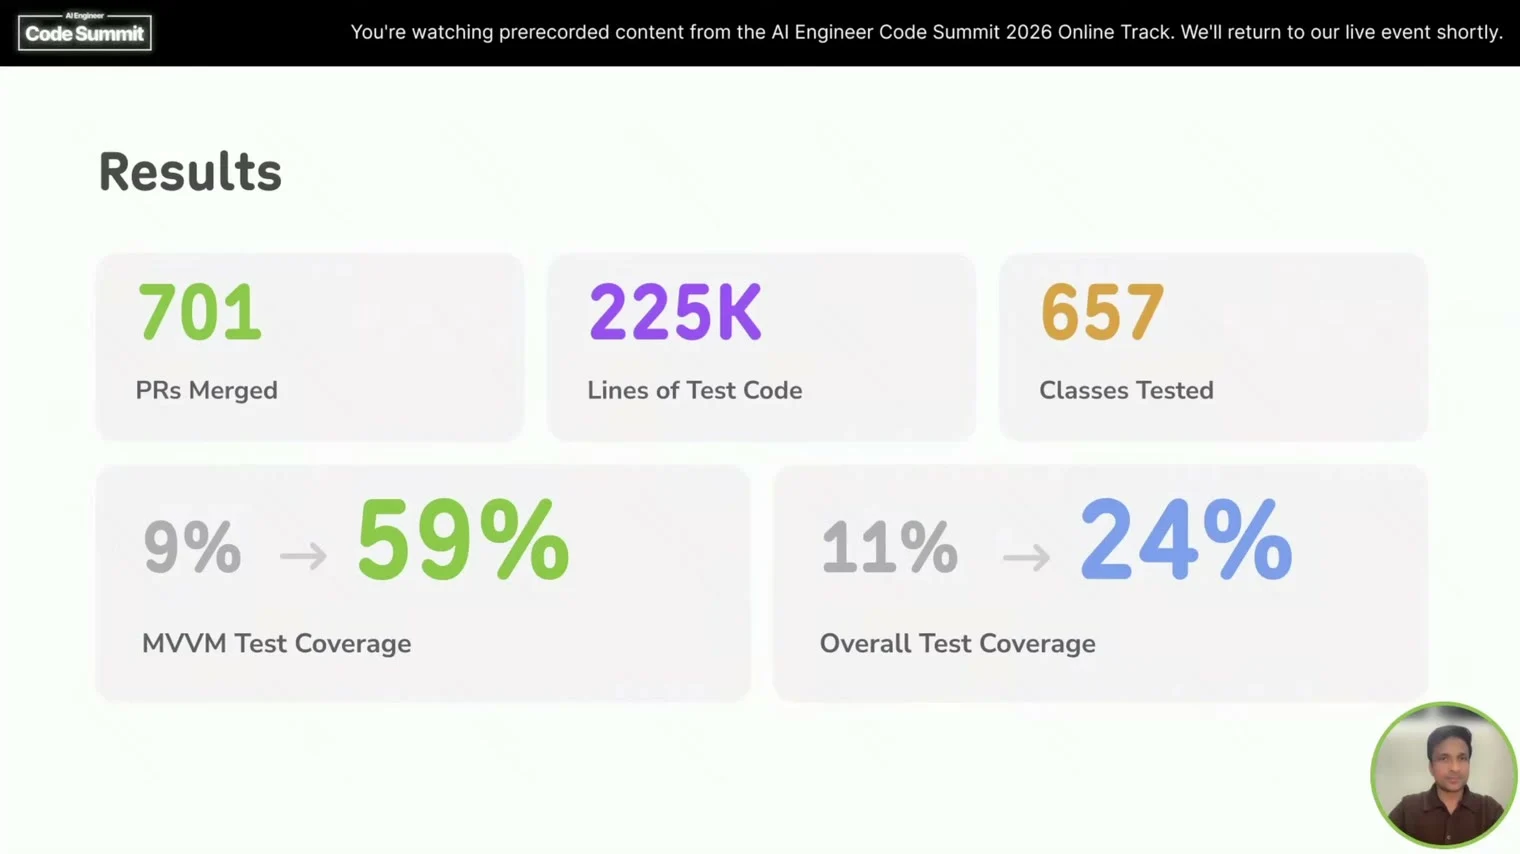 AI Engineer
Code Summit
You're watching prerecorded content from the AI Engineer Code Summit 2026 Online Track. We'll return to our live event shortly.
Results
701
PRs Merged
225K
Lines of Test Code
657
Classes Tested
9% → 59%
MVVM Test Coverage
11% → 24%
Overall Test Coverage